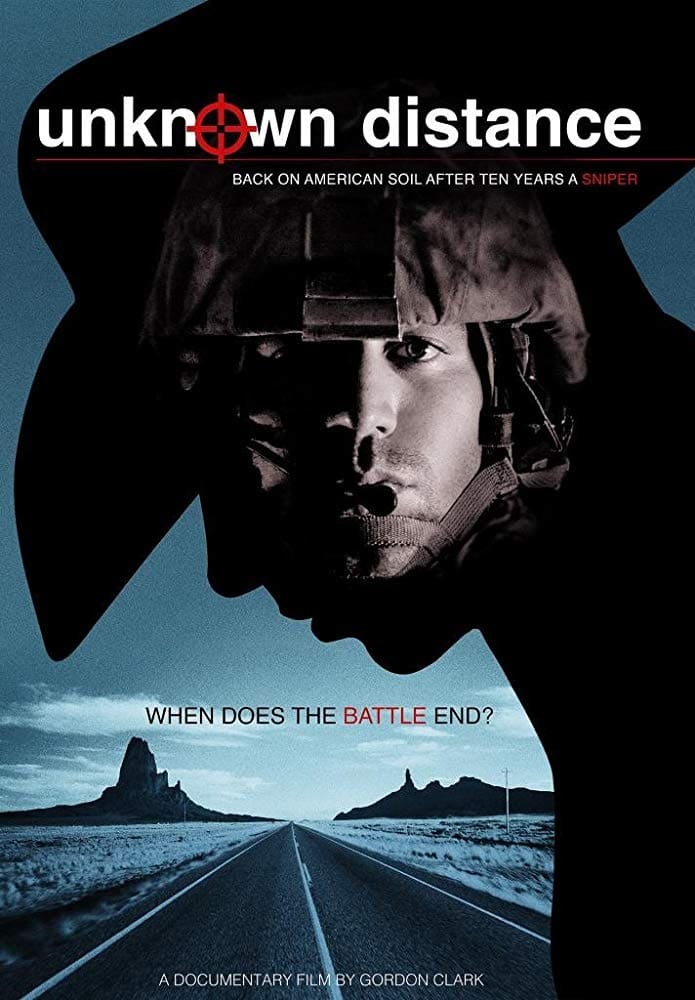 unknown distance
BACK ON AMERICAN SOIL AFTER TEN YEARS A SNIPER
WHEN DOES THE BATTLE END?
A DOCUMENTARY FILM BY GORDON CLARK